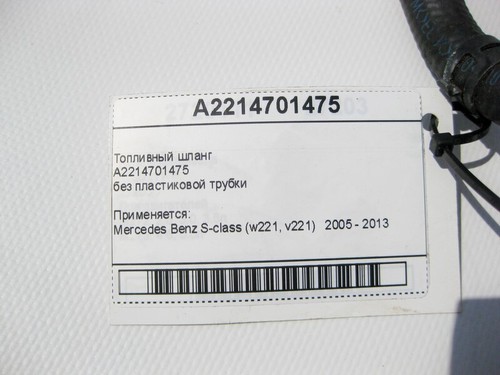 A2214701475
Топливный шланг
A2214701475
без пластиковой трубки
Применяется:
Mercedes Benz S-class (w221, v221) 2005 - 2013